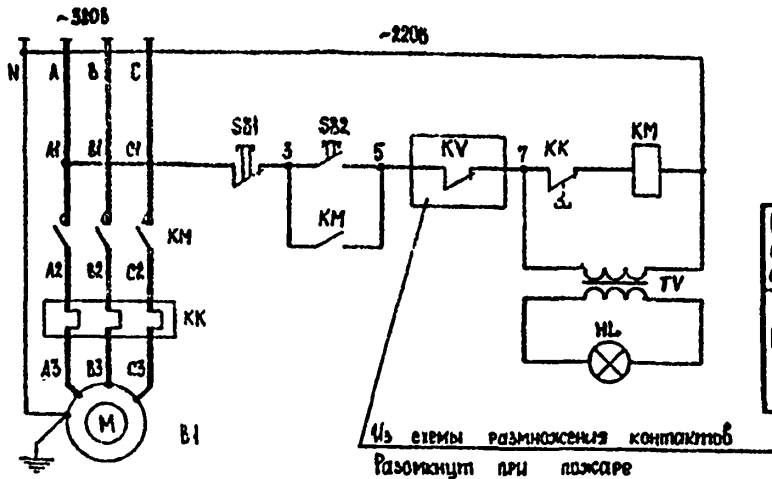 ~380В
~220В
N A B C
SB1 SB2 KV KK KM
A1 B1 C1 3 5 7
KM
KM
A2 B2 C2
TV
KK
HL
A3 B3 C3
M
B1
Из схемы размножения контактов
Разомкнут при пожаре